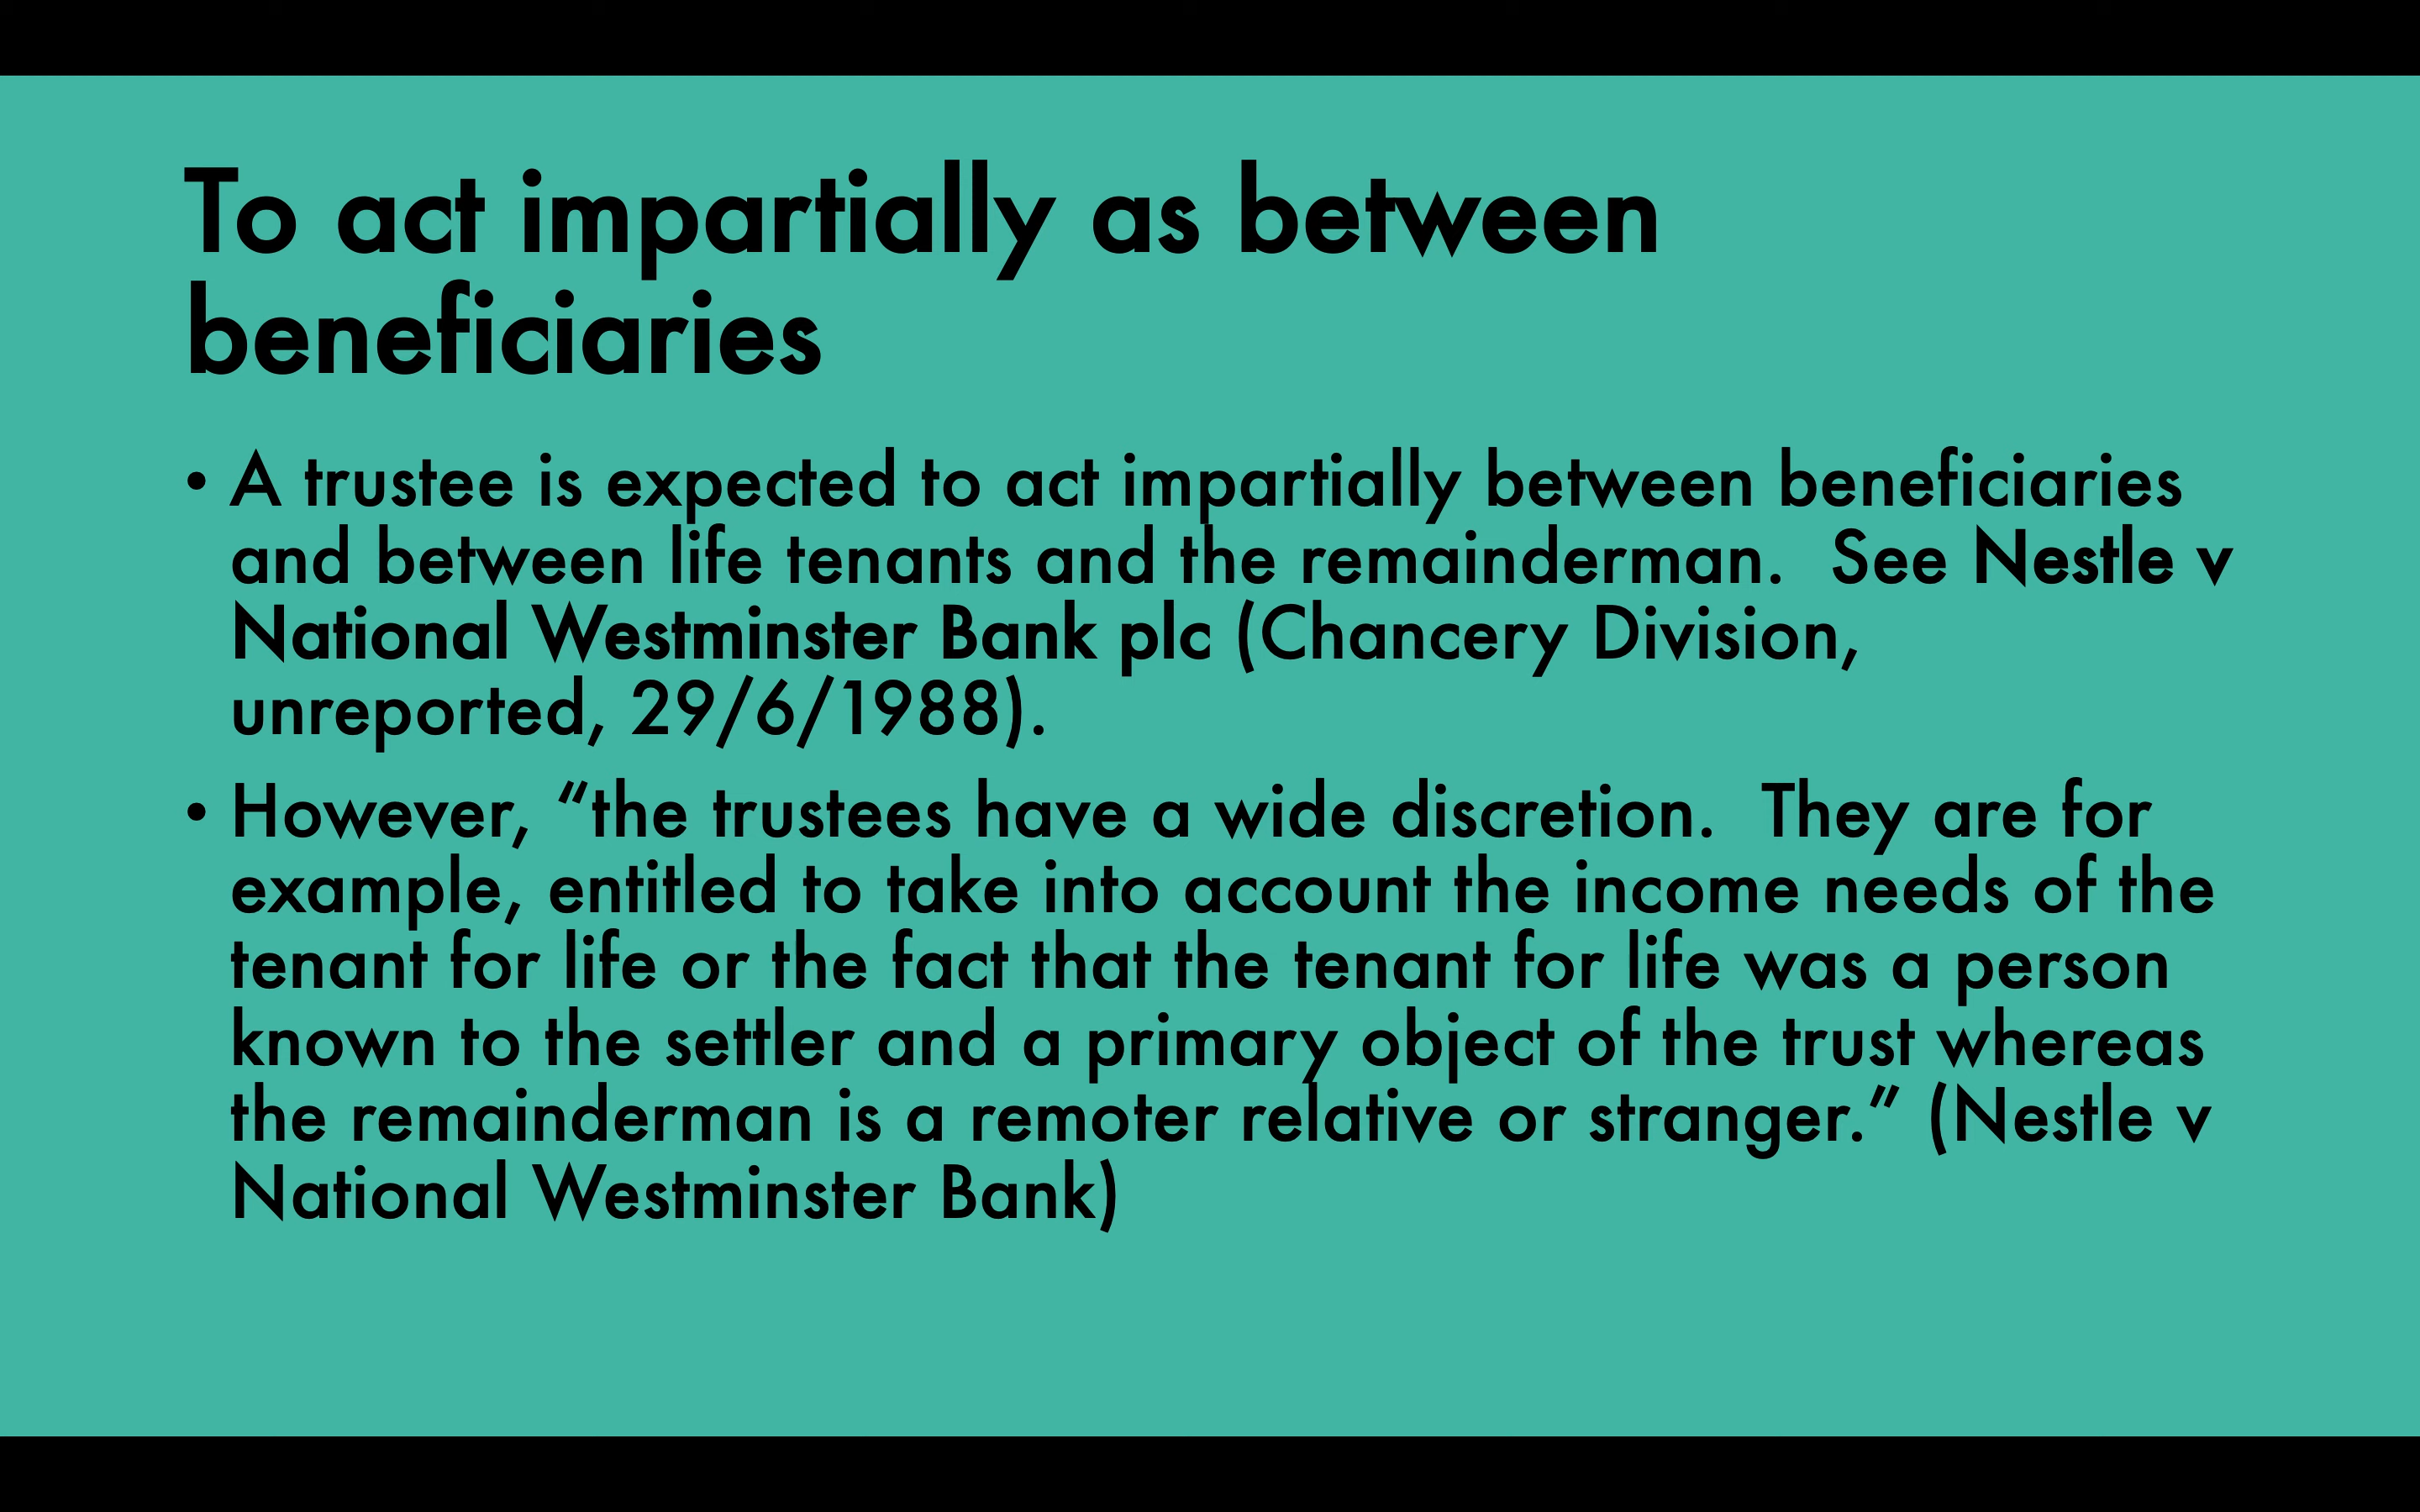 To act impartially as between
beneficiaries
• A trustee is expected to act impartially between beneficiaries
and between life tenants and the remainderman.  See Nestle v
National Westminster Bank plc (Chancery Division,
unreported, 29/6/1988).
• However, “the trustees have a wide discretion.  They are for
example, entitled to take into account the income needs of the
tenant for life or the fact that the tenant for life was a person
known to the settler and a primary object of the trust whereas
the remainderman is a remoter relative or stranger.” (Nestle v
National Westminster Bank)